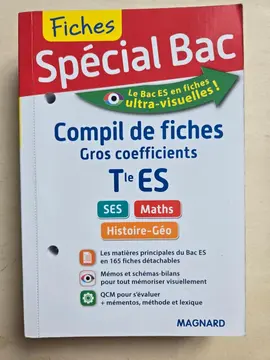 Fiches
Spécial Bac
Le Bac ES en fiches
ultra-visuelles !
Compil de fiches
Gros coefficients
Tle ES
SES
Maths
Histoire-Géo
Les matières principales du Bac ES
en 165 fiches détachables
Mémos et schémas-bilans
pour tout mémoriser visuellement
QCM pour s'évaluer
+ mémentos, méthode et lexique
MAGNARD